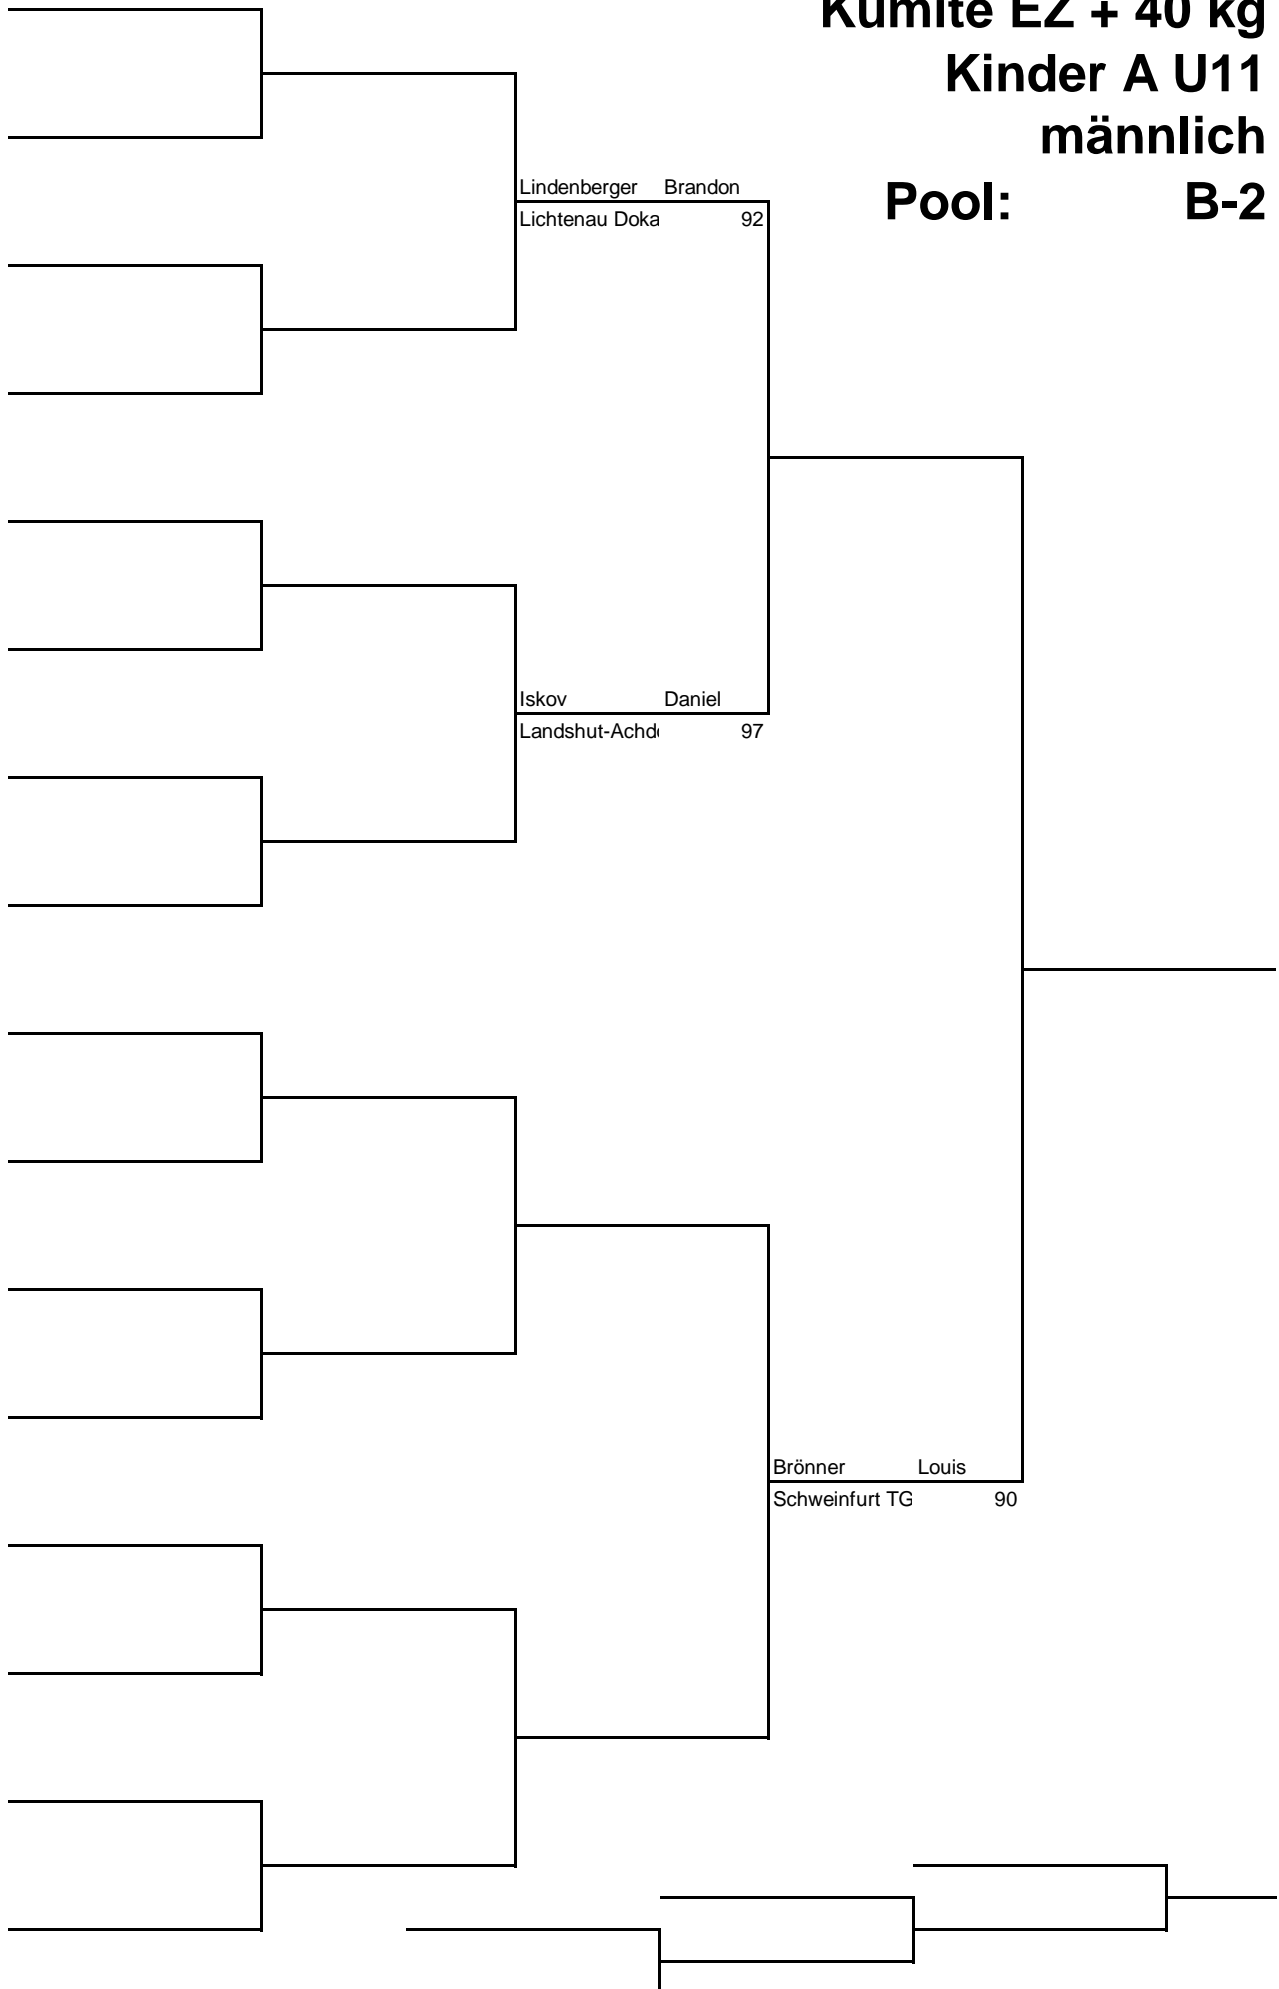 Kumite EZ + 40 kg
Kinder A U11
männlich
Pool: B-2
Lindenberger Brandon
Lichtenau Doka 92
Iskov Daniel
Landshut-Achd 97
Brönner Louis
Schweinfurt TG 90